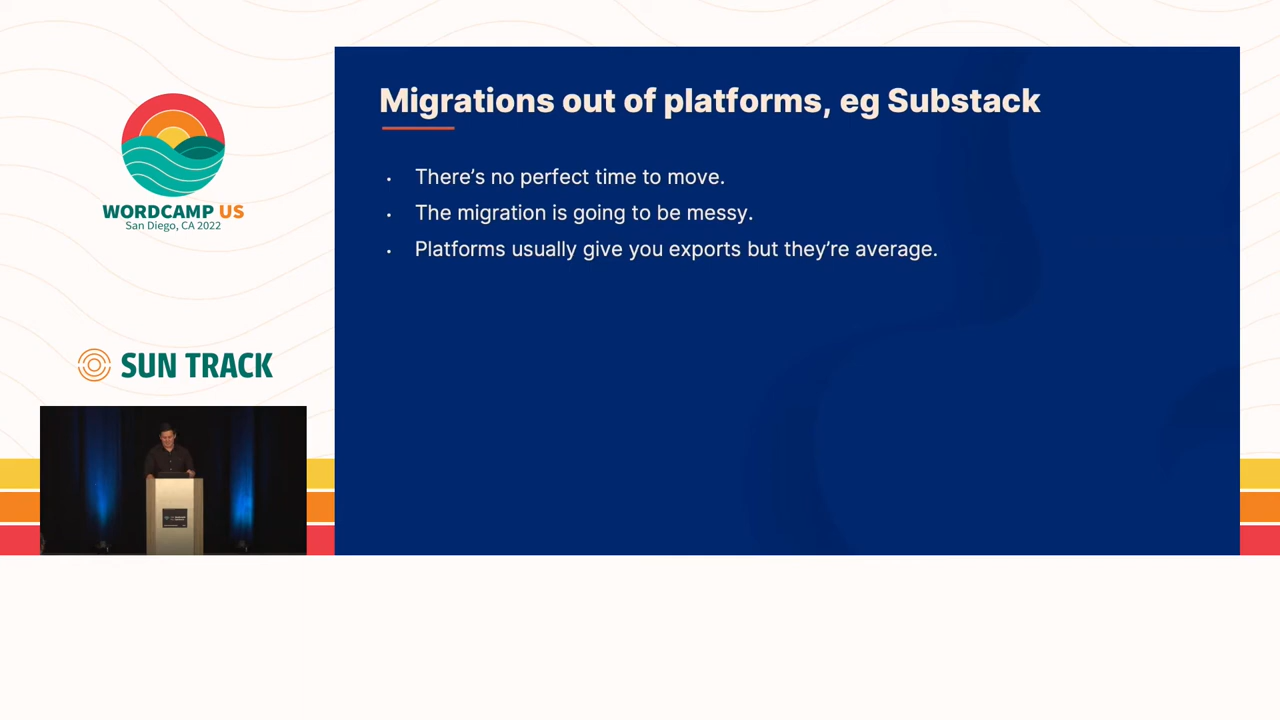 WORDCAMP US
San Diego, CA 2022
SUN TRACK
Migrations out of platforms, eg Substack
• There’s no perfect time to move.
• The migration is going to be messy.
• Platforms usually give you exports but they’re average.